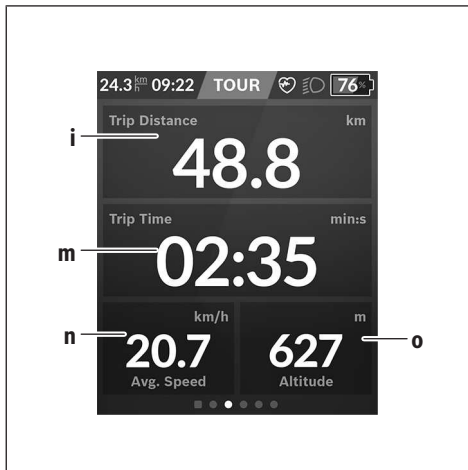 24.3 km/h 09:22 TOUR 76%
Trip Distance km
i
48.8
Trip Time min:s
m
02:35
km/h m
n o
20.7 627
Avg. Speed Altitude